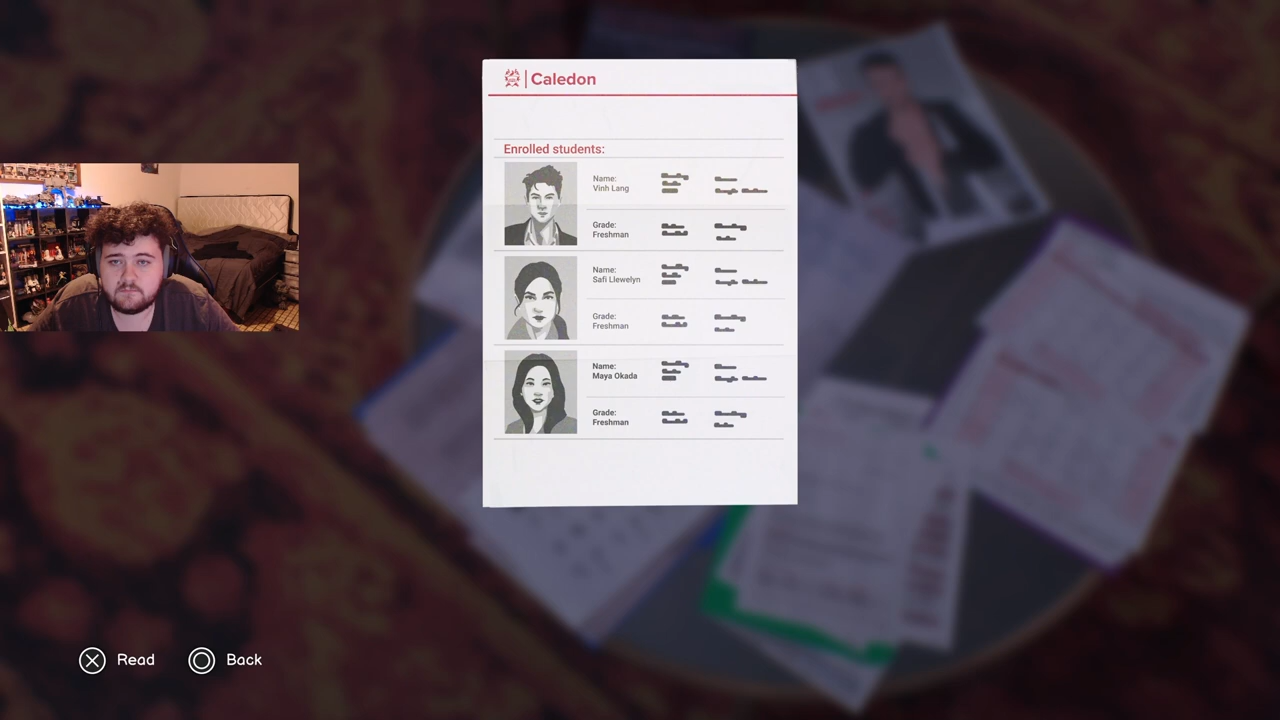 Caledon
Enrolled students:
Name:
Vinh Lang
Grade:
Freshman
Name:
Safi Llewelyn
Grade:
Freshman
Name:
Maya Okada
Grade:
Freshman
Read
Back